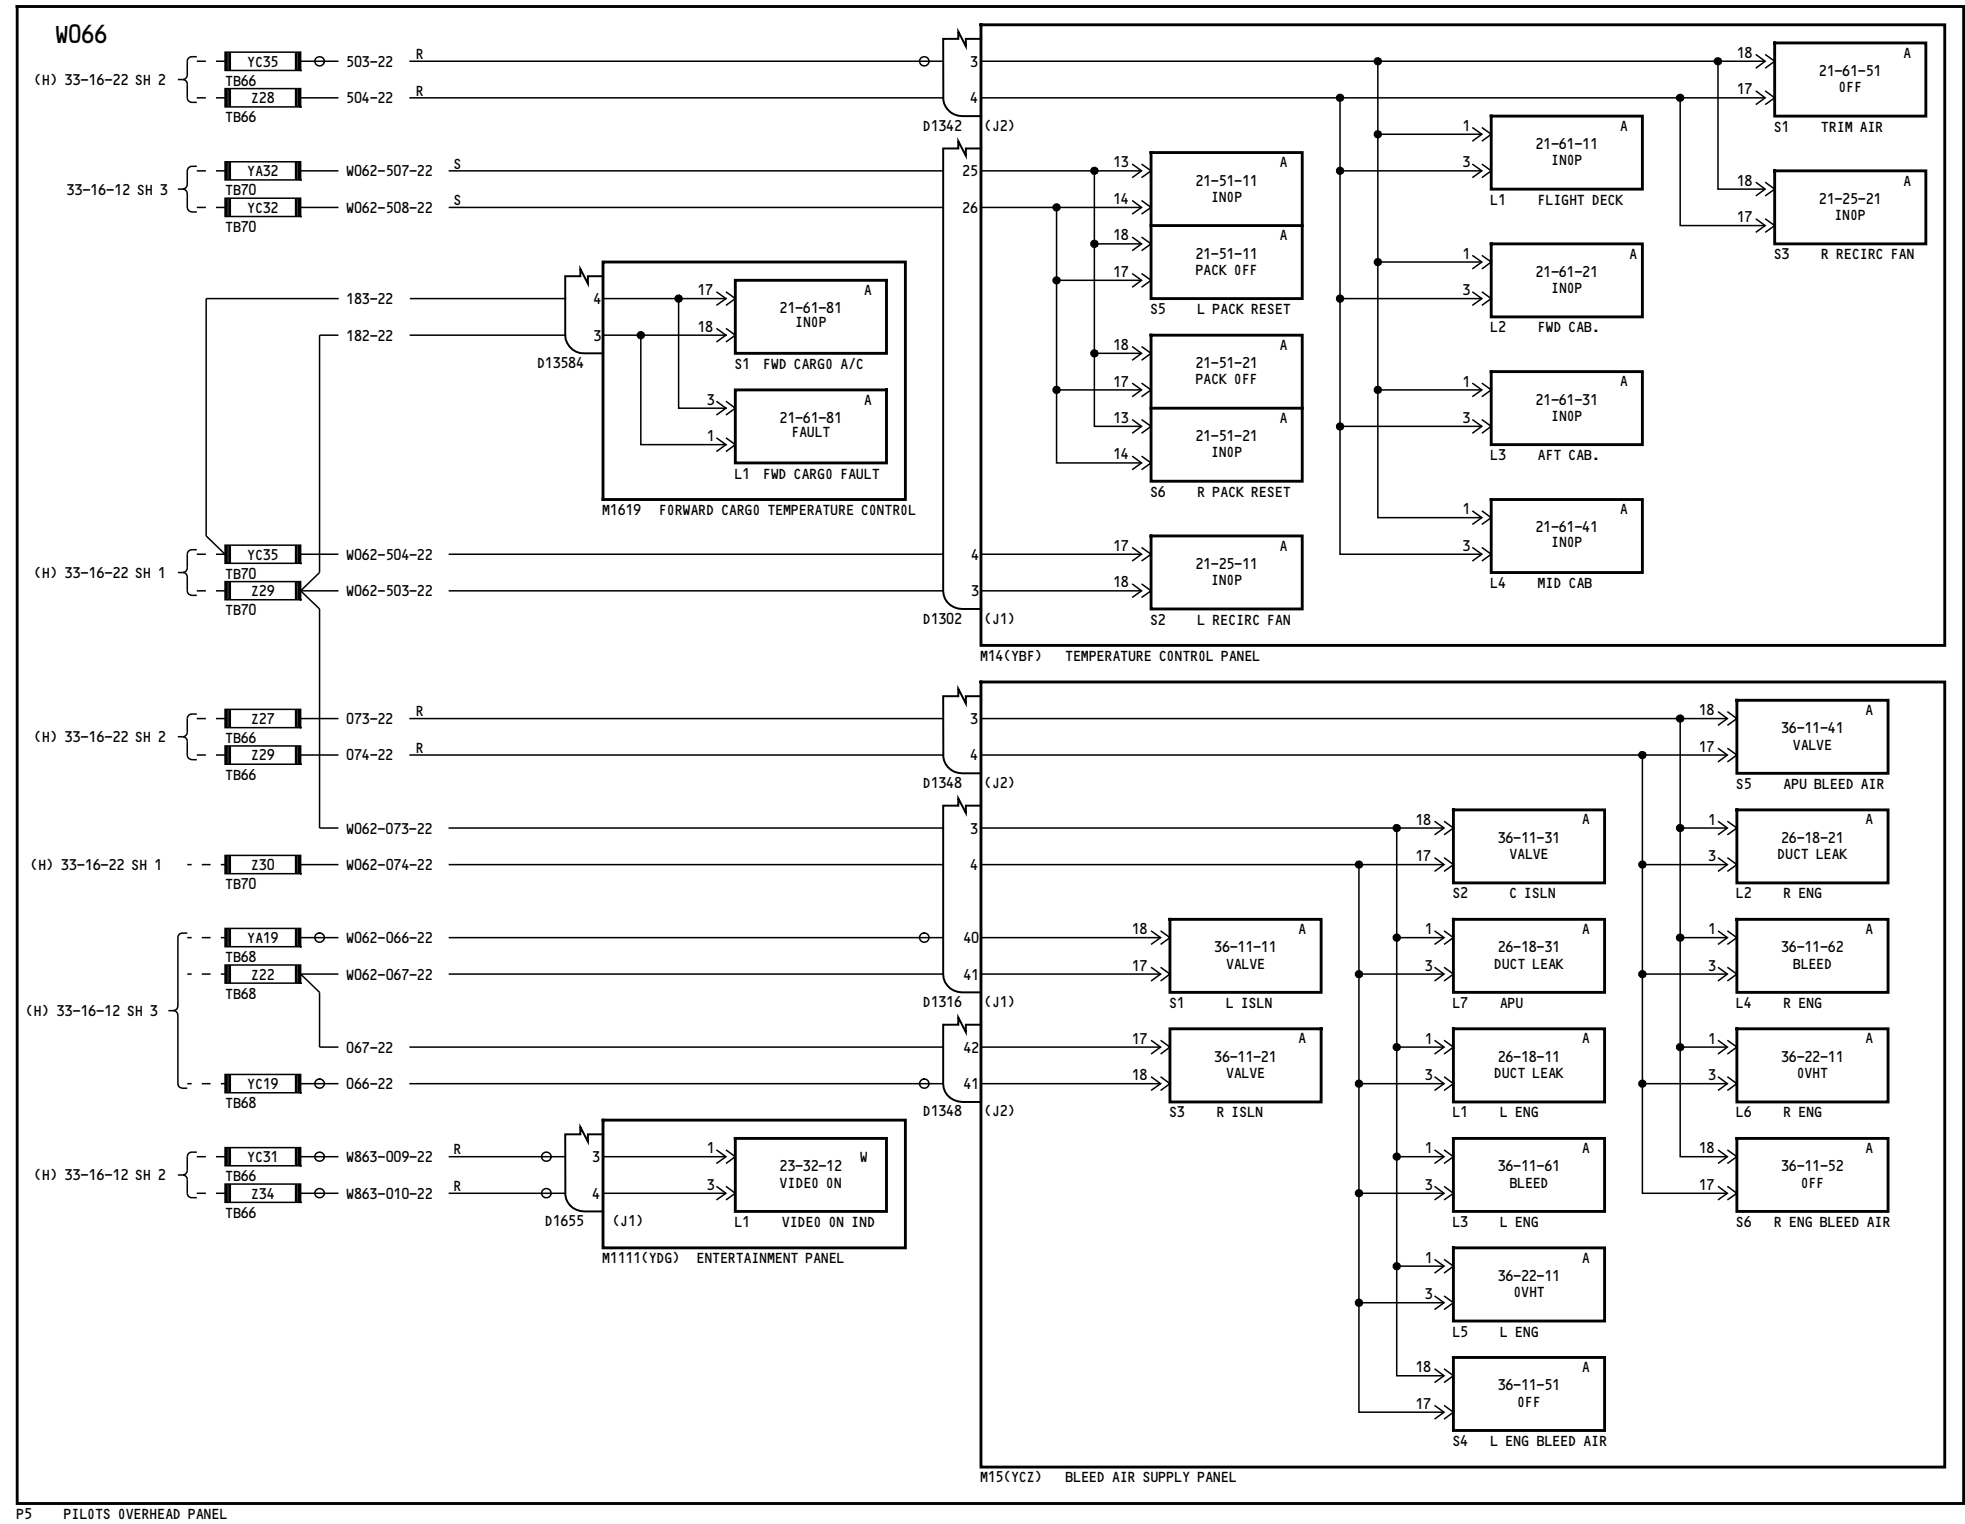 W066
(H) 33-16-22 SH 2
YC35
TB66
503-22
R
3
Z28
TB66
504-22
R
4
D1342
(J2)
18
17
21-61-51
OFF
A
S1 TRIM AIR
1
3
21-61-11
INOP
A
L1 FLIGHT DECK
18
17
21-25-21
INOP
A
S3 R RECIRC FAN
33-16-12 SH 3
YA32
TB70
W062-507-22
S
25
YC32
TB70
W062-508-22
S
26
13
14
21-51-11
INOP
A
18
17
21-51-11
PACK OFF
A
S5 L PACK RESET
1
3
21-61-21
INOP
A
L2 FWD CAB.
183-22
4
182-22
3
D13584
17
18
21-61-81
INOP
A
S1 FWD CARGO A/C
3
1
21-61-81
FAULT
A
L1 FWD CARGO FAULT
M1619 FORWARD CARGO TEMPERATURE CONTROL
18
17
21-51-21
PACK OFF
A
13
14
21-51-21
INOP
A
S6 R PACK RESET
1
3
21-61-31
INOP
A
L3 AFT CAB.
1
3
21-61-41
INOP
A
L4 MID CAB
(H) 33-16-22 SH 1
YC35
TB70
W062-504-22
4
Z29
TB70
W062-503-22
3
D1302
(J1)
17
18
21-25-11
INOP
A
S2 L RECIRC FAN
M14(YBF) TEMPERATURE CONTROL PANEL
(H) 33-16-22 SH 2
Z27
TB66
073-22
R
3
Z29
TB66
074-22
R
4
D1348
(J2)
18
17
36-11-41
VALVE
A
S5 APU BLEED AIR
W062-073-22
3
(H) 33-16-22 SH 1
Z30
TB70
W062-074-22
4
18
17
36-11-31
VALVE
A
S2 C ISLN
1
3
26-18-21
DUCT LEAK
A
L2 R ENG
(H) 33-16-12 SH 3
YA19
TB68
W062-066-22
40
Z22
TB68
W062-067-22
41
D1316
(J1)
18
17
36-11-11
VALVE
A
S1 L ISLN
1
3
26-18-31
DUCT LEAK
A
L7 APU
1
3
36-11-62
BLEED
A
L4 R ENG
067-22
42
YC19
TB68
066-22
41
D1348
(J2)
17
18
36-11-21
VALVE
A
S3 R ISLN
1
3
26-18-11
DUCT LEAK
A
L1 L ENG
1
3
36-22-11
OVHT
A
L6 R ENG
(H) 33-16-12 SH 2
YC31
TB66
W863-009-22
R
3
Z34
TB66
W863-010-22
R
4
D1655
(J1)
1
3
23-32-12
VIDEO ON
W
L1 VIDEO ON IND
M1111(YDG) ENTERTAINMENT PANEL
1
3
36-11-61
BLEED
A
L3 L ENG
18
17
36-11-52
OFF
A
S6 R ENG BLEED AIR
1
3
36-22-11
OVHT
A
L5 L ENG
18
17
36-11-51
OFF
A
S4 L ENG BLEED AIR
M15(YCZ) BLEED AIR SUPPLY PANEL
P5 PILOTS OVERHEAD PANEL